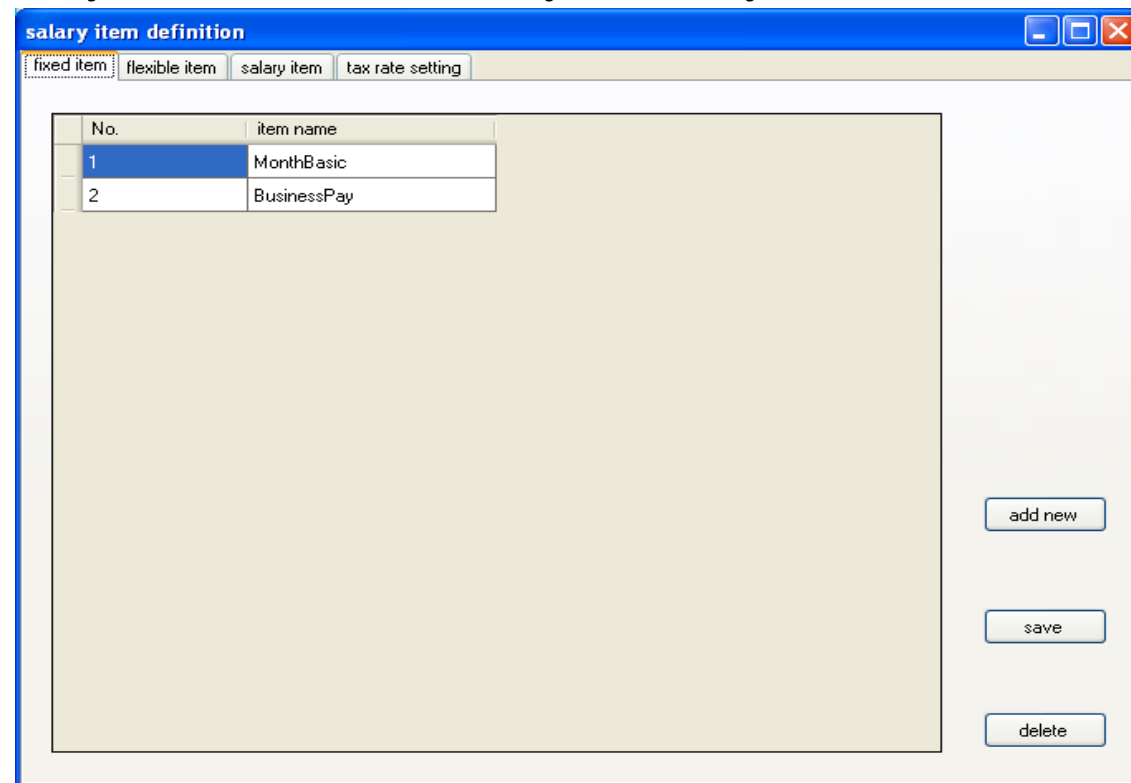 salary item definition
fixed item flexible item salary item tax rate setting
No. item name
1 MonthBasic
2 BusinessPay
add new
save
delete